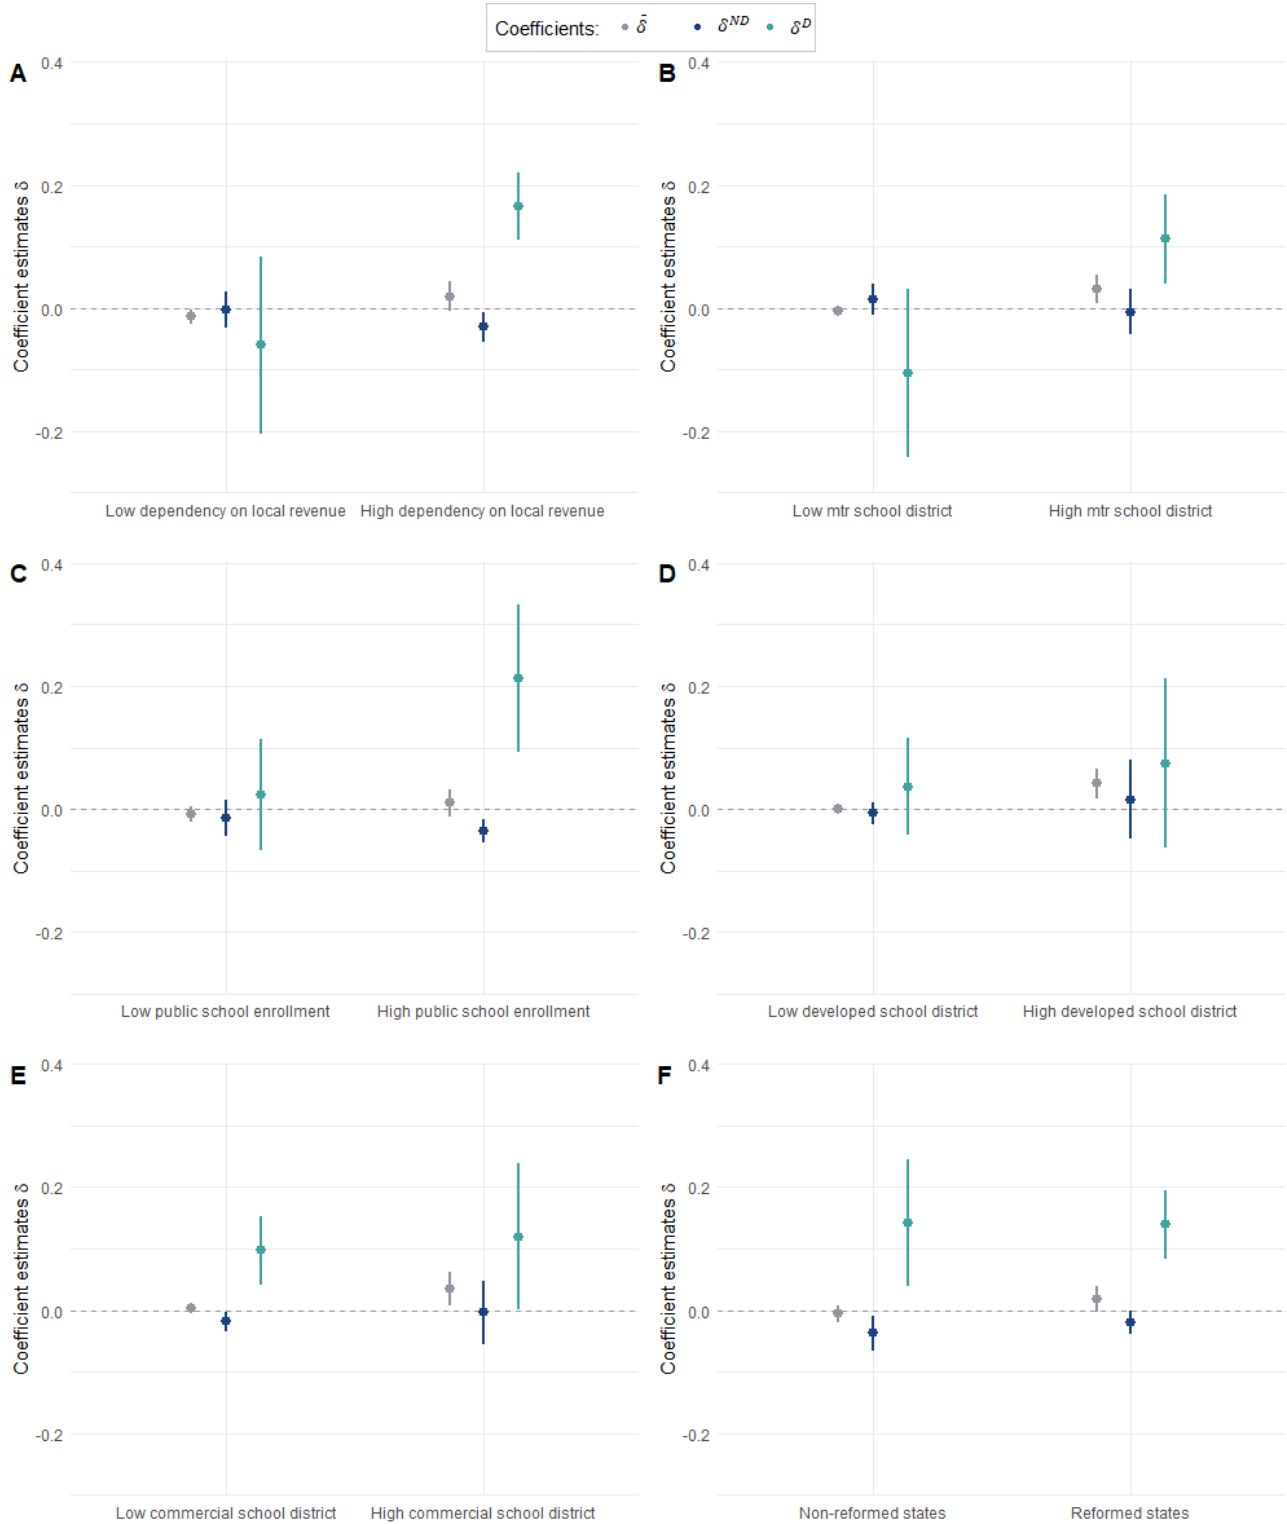 Coefficients: δ̄ δ^ND δ^D
A
0.4
0.2
0.0
-0.2
Coefficient estimates δ
Low dependency on local revenue High dependency on local revenue
B
0.4
0.2
0.0
-0.2
Coefficient estimates δ
Low mtr school district High mtr school district
C
0.4
0.2
0.0
-0.2
Coefficient estimates δ
Low public school enrollment High public school enrollment
D
0.4
0.2
0.0
-0.2
Coefficient estimates δ
Low developed school district High developed school district
E
0.4
0.2
0.0
-0.2
Coefficient estimates δ
Low commercial school district High commercial school district
F
0.4
0.2
0.0
-0.2
Coefficient estimates δ
Non-reformed states Reformed states